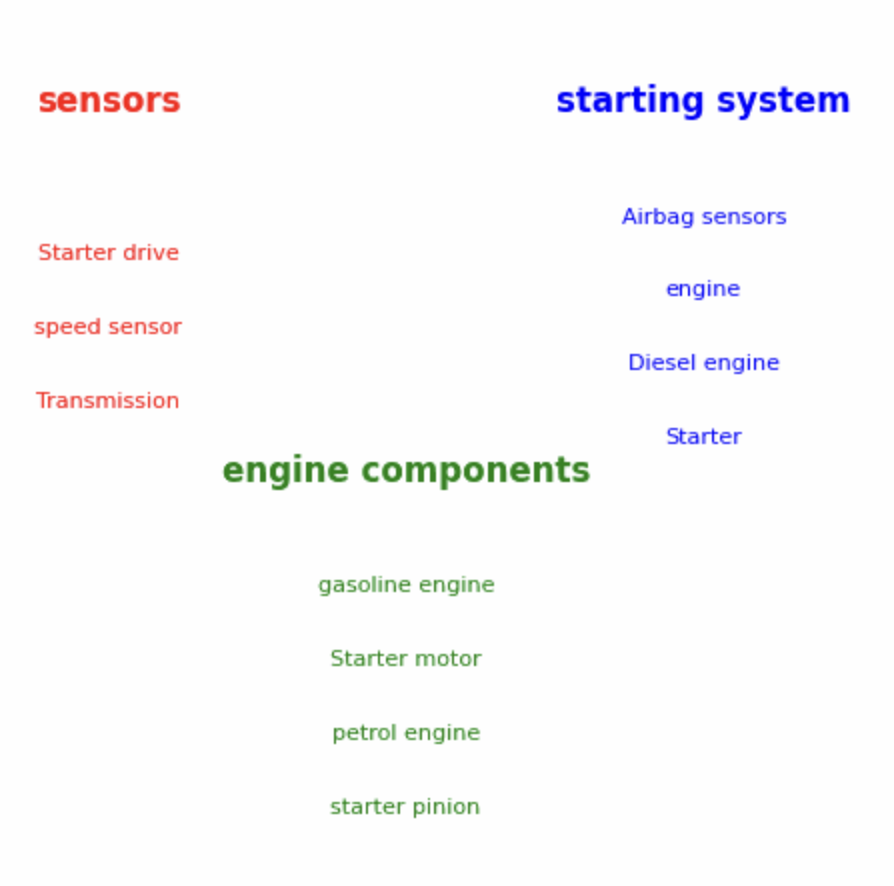 sensors
starting system
Starter drive
speed sensor
Transmission
Airbag sensors
engine
Diesel engine
Starter
engine components
gasoline engine
Starter motor
petrol engine
starter pinion